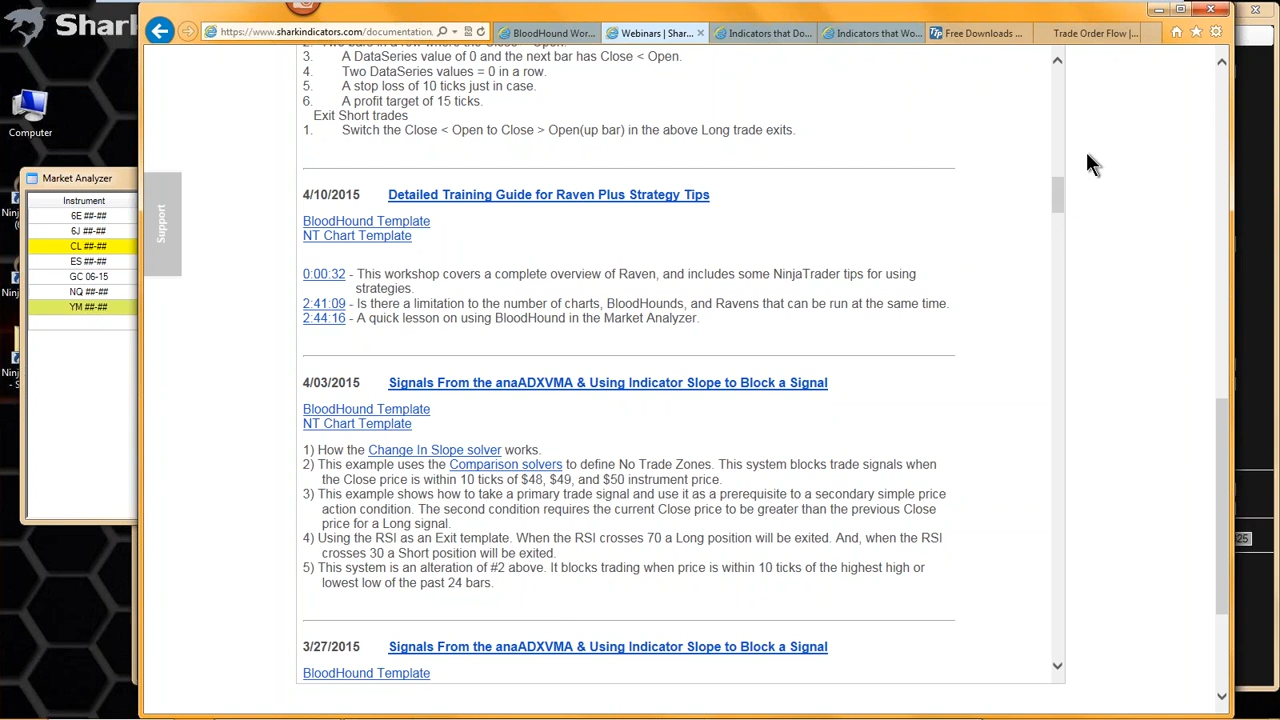 Shark
https://www.sharkindicators.com/documentation.
BloodHound Wor...
Webinars | Shar...
Indicators that Do...
Indicators that Wo...
Free Downloads ...
Trade Order Flow |...
Computer
Market Analyzer
Instrument
6E ##-##
6J ##-##
CL ##-##
ES ##-##
GC 06-15
NQ ##-##
YM ##-##
Support
2. Two bars in a row where the Close < Open.
3. A DataSeries value of 0 and the next bar has Close < Open.
4. Two DataSeries values = 0 in a row.
5. A stop loss of 10 ticks just in case.
6. A profit target of 15 ticks.
Exit Short trades
1. Switch the Close < Open to Close > Open(up bar) in the above Long trade exits.
4/10/2015 Detailed Training Guide for Raven Plus Strategy Tips
BloodHound Template
NT Chart Template
0:00:32 - This workshop covers a complete overview of Raven, and includes some NinjaTrader tips for using
strategies.
2:41:09 - Is there a limitation to the number of charts, BloodHounds, and Ravens that can be run at the same time.
2:44:16 - A quick lesson on using BloodHound in the Market Analyzer.
4/03/2015 Signals From the anaADXVMA & Using Indicator Slope to Block a Signal
BloodHound Template
NT Chart Template
1) How the Change In Slope solver works.
2) This example uses the Comparison solvers to define No Trade Zones. This system blocks trade signals when
the Close price is within 10 ticks of $48, $49, and $50 instrument price.
3) This example shows how to take a primary trade signal and use it as a prerequisite to a secondary simple price
action condition. The second condition requires the current Close price to be greater than the previous Close
price for a Long signal.
4) Using the RSI as an Exit template. When the RSI crosses 70 a Long position will be exited. And, when the RSI
crosses 30 a Short position will be exited.
5) This system is an alteration of #2 above. It blocks trading when price is within 10 ticks of the highest high or
lowest low of the past 24 bars.
3/27/2015 Signals From the anaADXVMA & Using Indicator Slope to Block a Signal
BloodHound Template